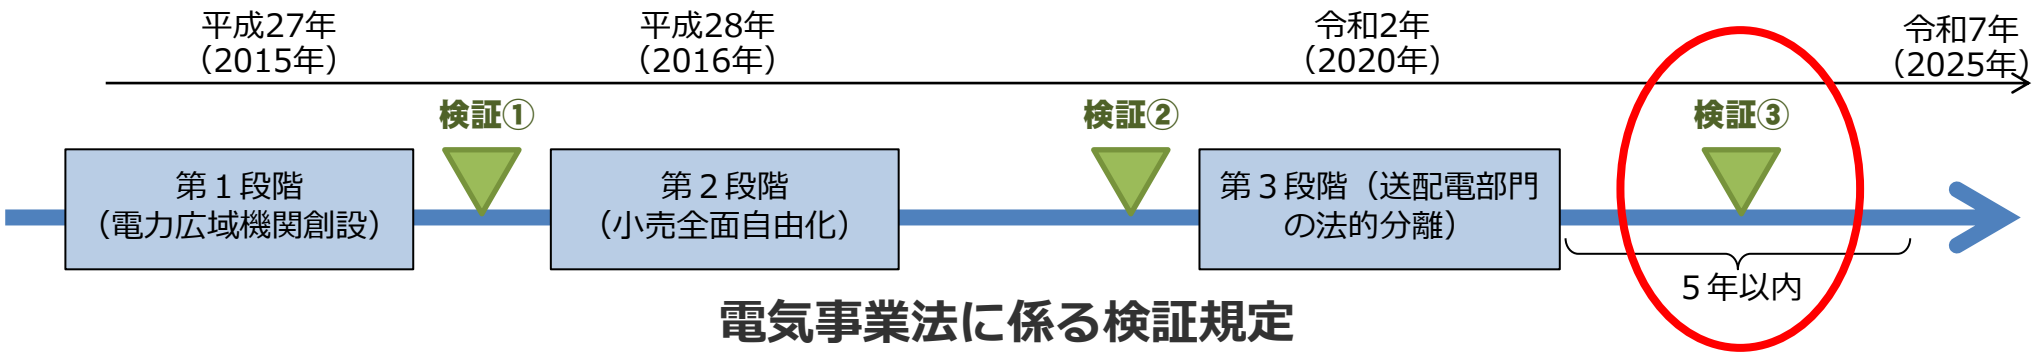 平成27年
（2015年）
平成28年
（2016年）
令和2年
（2020年）
令和7年
（2025年）
検証①
検証②
検証③
第１段階
（電力広域機関創設）
第２段階
（小売全面自由化）
第３段階（送配電部門
の法的分離）
５年以内
電気事業法に係る検証規定